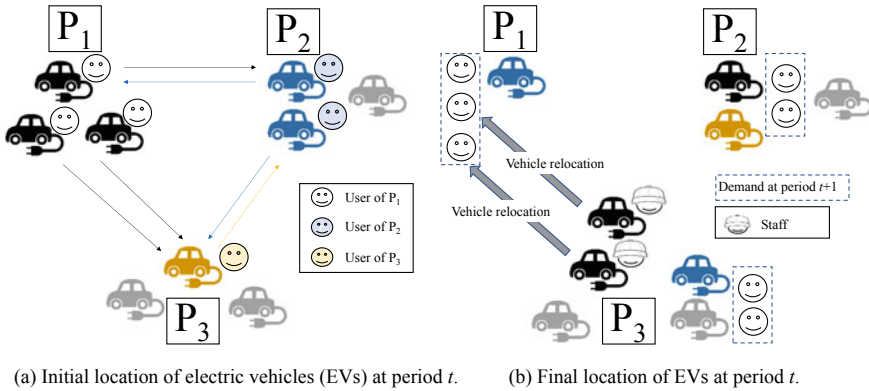 P1
P2
User of P1
User of P2
User of P3
P3
(a) Initial location of electric vehicles (EVs) at period t.
P1
P2
Vehicle relocation
Vehicle relocation
Demand at period t+1
Staff
P3
(b) Final location of EVs at period t.